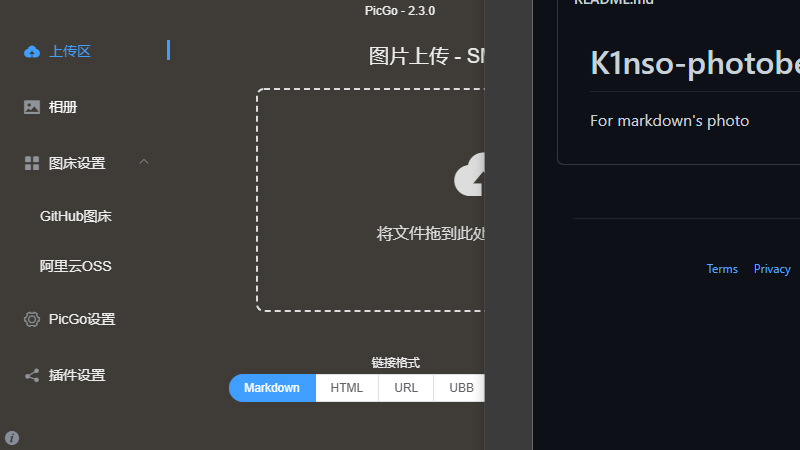 PicGo - 2.3.0
上传区
相册
图床设置
GitHub图床
阿里云OSS
PicGo设置
插件设置
图片上传 - SM
将文件拖到此处
链接格式
Markdown
HTML
URL
UBB
README.md
K1nso-photobe
For markdown's photo
Terms
Privacy